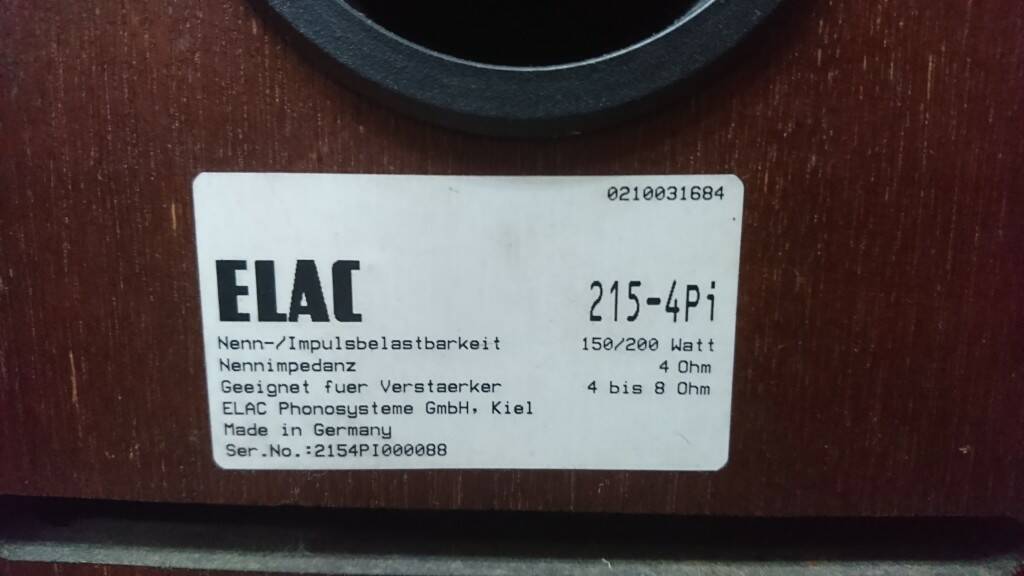 0210031684
ELAC 215-4Pi
Nenn-/Impulsbelastbarkeit 150/200 Watt
Nennimpedanz 4 Ohm
Geeignet fuer Verstaerker 4 bis 8 Ohm
ELAC Phonosysteme GmbH, Kiel
Made in Germany
Ser.No.:2154PI000088